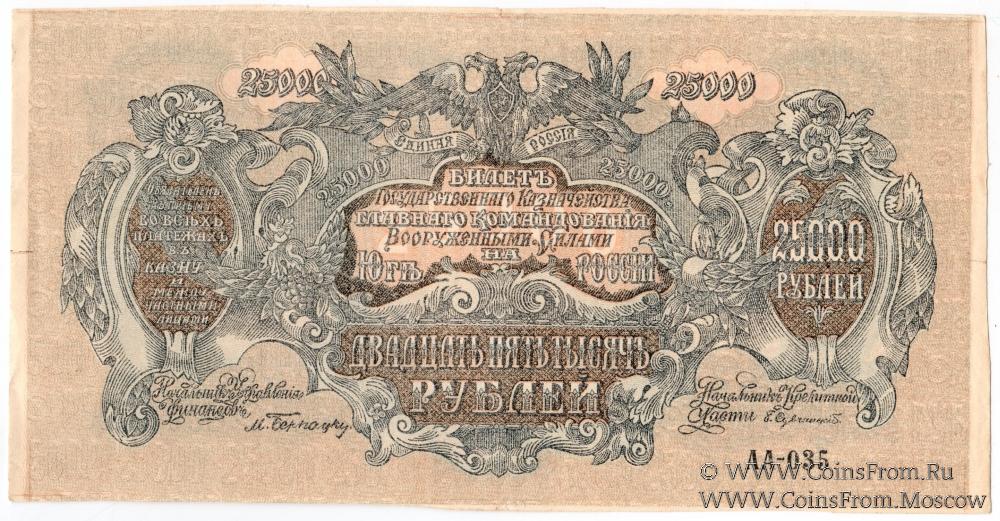 25000 25000
ЕДИНАЯ РОССІЯ
25000 25000
БИЛЕТЪ
Государственнаго Казначейства
Главнаго Командованія
Вооруженными Силами
НА
ЮГѢ РОССІИ
ОБЯЗАТЕЛЕНЪ
ВО ВСѢХЪ
ПЛАТЕЖАХЪ
ВЪ
КАЗНУ
И
МЕЖДУ
ЧАСТНЫМИ
ЛИЦАМИ
25000
РУБЛЕЙ
ДВАДЦАТЬ ПЯТЬ ТЫСЯЧЪ
РУБЛЕЙ
Начальникъ Управленія
финансовъ М. Бернацкій
Начальникъ Кредитной
Части
АА-035
© WWW.CoinsFrom.Ru
WWW.CoinsFrom.Moscow